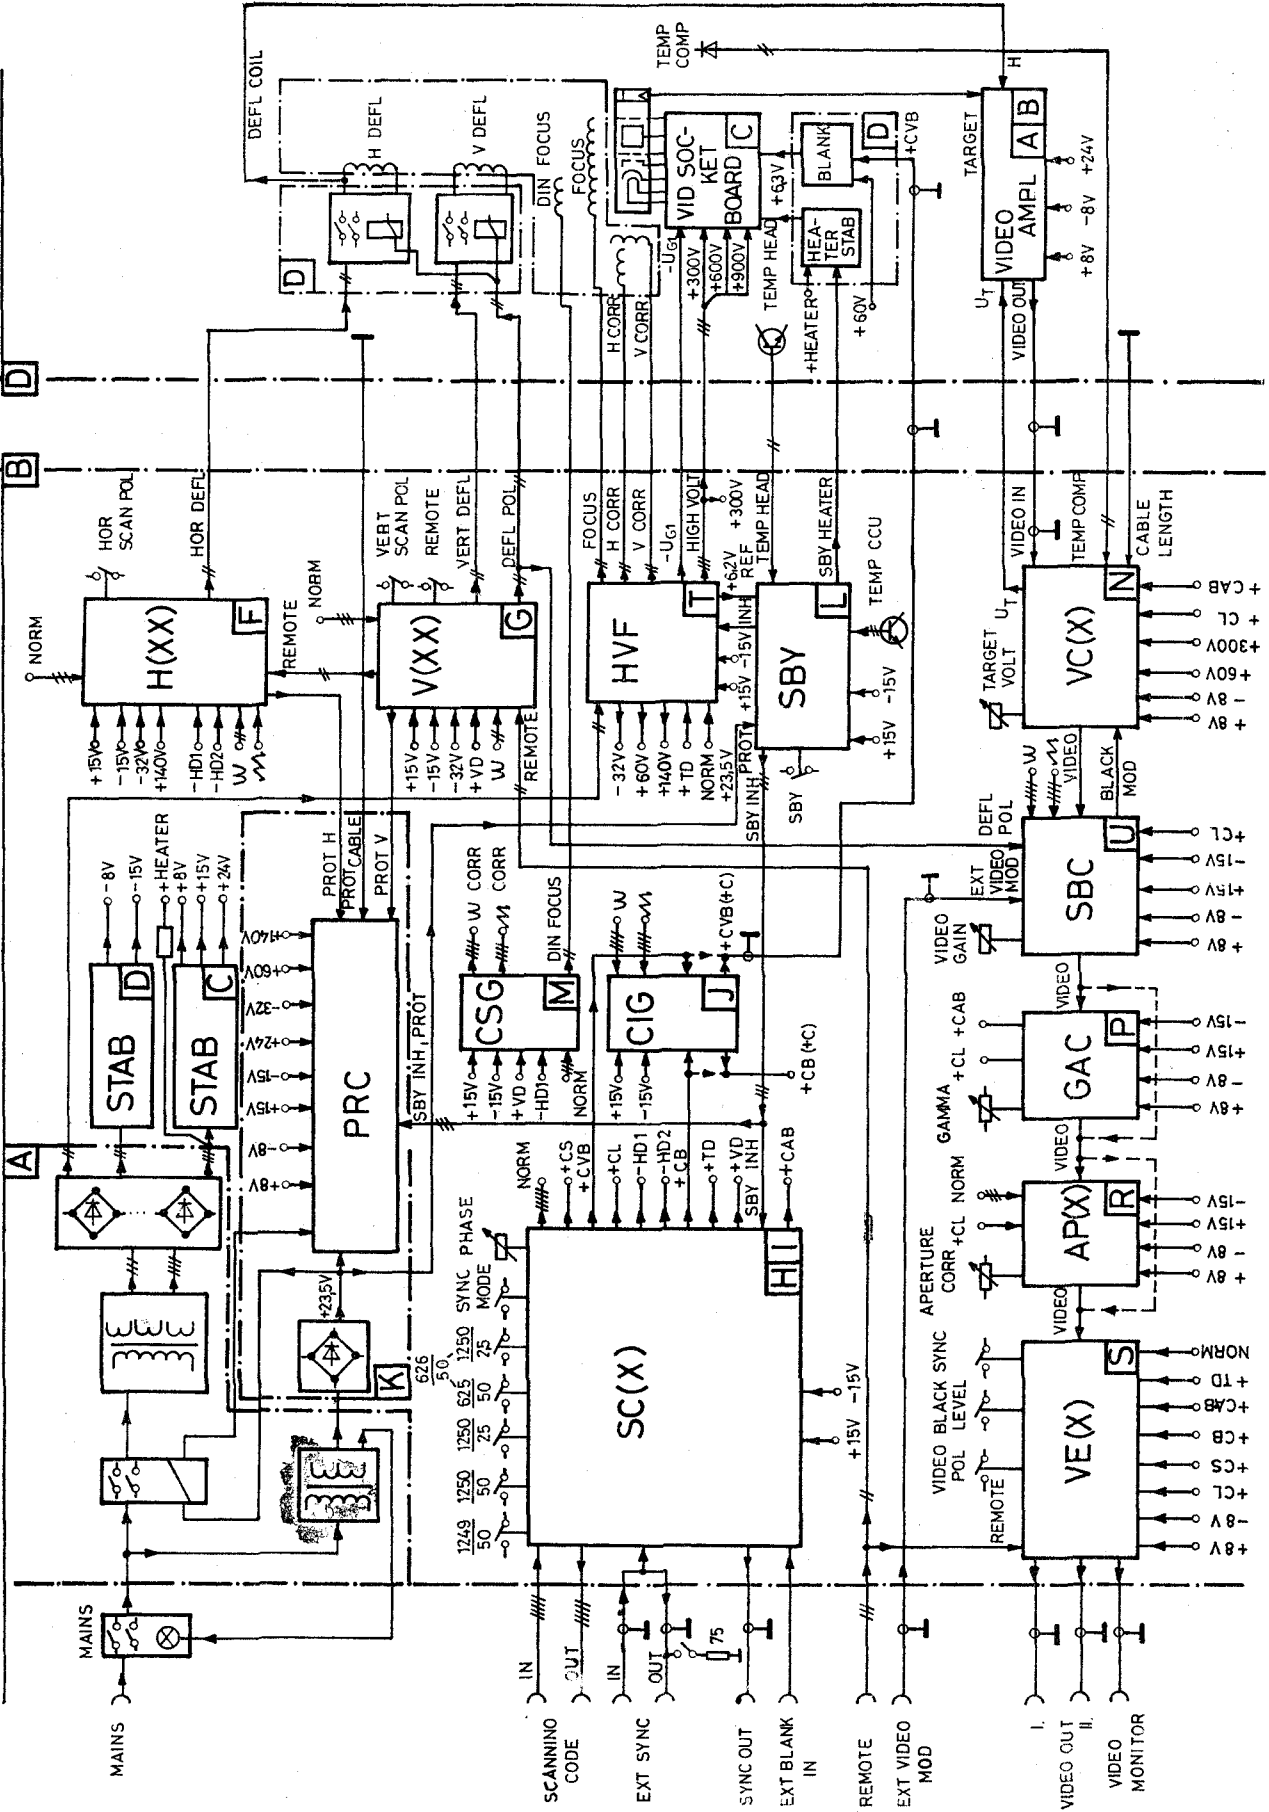 MAINS
MAINS
A
B
D
STAB
D
STAB
C
-8V
-15V
+HEATER
+8V
+15V
+24V
NORM
+15V
-15V
-32V
+140V
-HD1
-HD2
W
H(XX)
F
HOR
SCAN POL
HOR DEFL
REMOTE
NORM
DEFL COIL
H DEFL
V DEFL
D
+23,5V
K
PRC
+8V
-8V
+15V
-15V
+24V
-32V
+60V
+140V
PROT H
PROT CABLE
PROT V
SBY INH, PROT
+15V
-15V
-32V
+VD
W
REMOTE
V(XX)
G
VERT
SCAN POL
REMOTE
VERT DEFL
DEFL POL
DIN FOCUS
FOCUS
1249
50
1250
50
1250
25
625
50
626
50
1250
25
SYNC
MODE
PHASE
SC(X)
H I
+15V
-15V
NORM
+CS
+CVB
+CL
-HD1
-HD2
+CB
+TD
+VD
SBY INH
+CAB
+15V
-15V
+VD
-HD1
NORM
CSG
M
W CORR
CORR
DIN FOCUS
+15V
-15V
CIG
J
W
+CVB(+C)
+CB(+C)
-32V
+60V
+140V
+TD
NORM
+23,5V
HVF
T
FOCUS
H CORR
V CORR
-UG1
HIGH VOLT
+300V
+15V
-15V
INH
+6,2V
REF
PROT
SBY INH
SBY
SBY
L
+15V
-15V
TEMP CCU
TEMP HEAD
SBY HEATER
H CORR
V CORR
-UG1
+300V
+600V
+900V
TEMP HEAD
+HEATER
+60V
VID SOC-
KET
BOARD
C
+6,3V
HEA-
TER
STAB
BLANK
D
+CVB
TEMP
COMP
H
TARGET
UT
VIDEO OUT
VIDEO
AMPL
A B
+8V
-8V
+24V
SCANNINO
CODE
IN
OUT
EXT SYNC
IN
OUT
75
SYNC OUT
EXT BLANK
IN
REMOTE
EXT VIDEO
MOD
VIDEO OUT
I.
II.
VIDEO
MONITOR
REMOTE
VIDEO
POL
BLACK
LEVEL
SYNC
VE(X)
S
+8V
-8V
+CL
+CS
+CB
+CAB
+TD
NORM
VIDEO
APERTURE
CORR
+CL
NORM
AP(X)
R
+8V
-8V
+15V
-15V
VIDEO
GAMMA
+CL
+CAB
GAC
P
+8V
-8V
+15V
-15V
VIDEO
VIDEO
GAIN
EXT
VIDEO
MOD
DEFL
POL
SBC
U
+8V
-8V
+15V
-15V
+CL
W
VIDEO
BLACK
MOD
TARGET
VOLT
UT
VIDEO IN
TEMP COMP
CABLE
LENGTH
VC(X)
N
+8V
-8V
+60V
+300V
+CL
+CAB